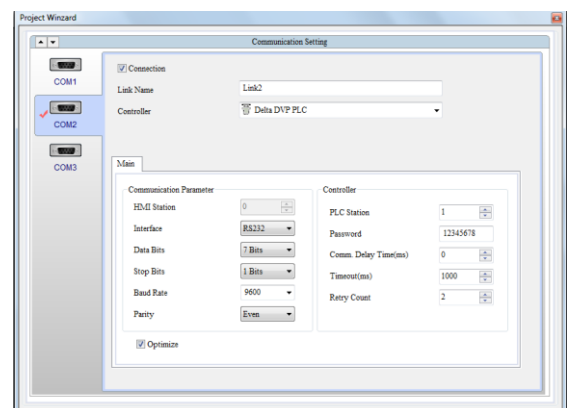 Project Winzard
Communication Setting
COM1
COM2
COM3
Connection
Link Name Link2
Controller Delta DVP PLC
Main
Communication Parameter
HMI Station 0
Interface RS232
Data Bits 7 Bits
Stop Bits 1 Bits
Baud Rate 9600
Parity Even
Optimize
Controller
PLC Station 1
Password 12345678
Comm. Delay Time(ms) 0
Timeout(ms) 1000
Retry Count 2